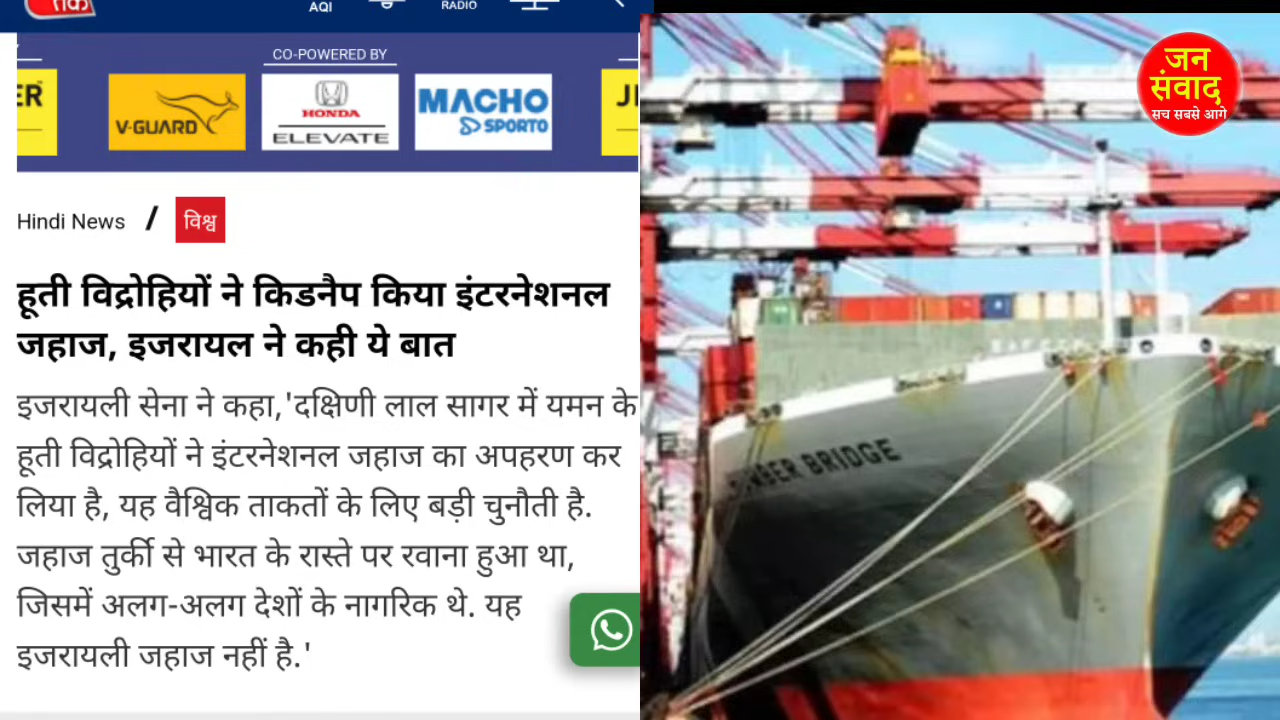 तक
AQI
RADIO
CO-POWERED BY
V-GUARD
HONDA
ELEVATE
MACHO
SPORTO
Hindi News / विश्व
हूती विद्रोहियों ने किडनैप किया इंटरनेशनल
जहाज, इजरायल ने कही ये बात
इजरायली सेना ने कहा,'दक्षिणी लाल सागर में यमन के
हूती विद्रोहियों ने इंटरनेशनल जहाज का अपहरण कर
लिया है, यह वैश्विक ताकतों के लिए बड़ी चुनौती है.
जहाज तुर्की से भारत के रास्ते पर रवाना हुआ था,
जिसमें अलग-अलग देशों के नागरिक थे. यह
इजरायली जहाज नहीं है.'
जन
संवाद
सच सबसे आगे
BRIDGE